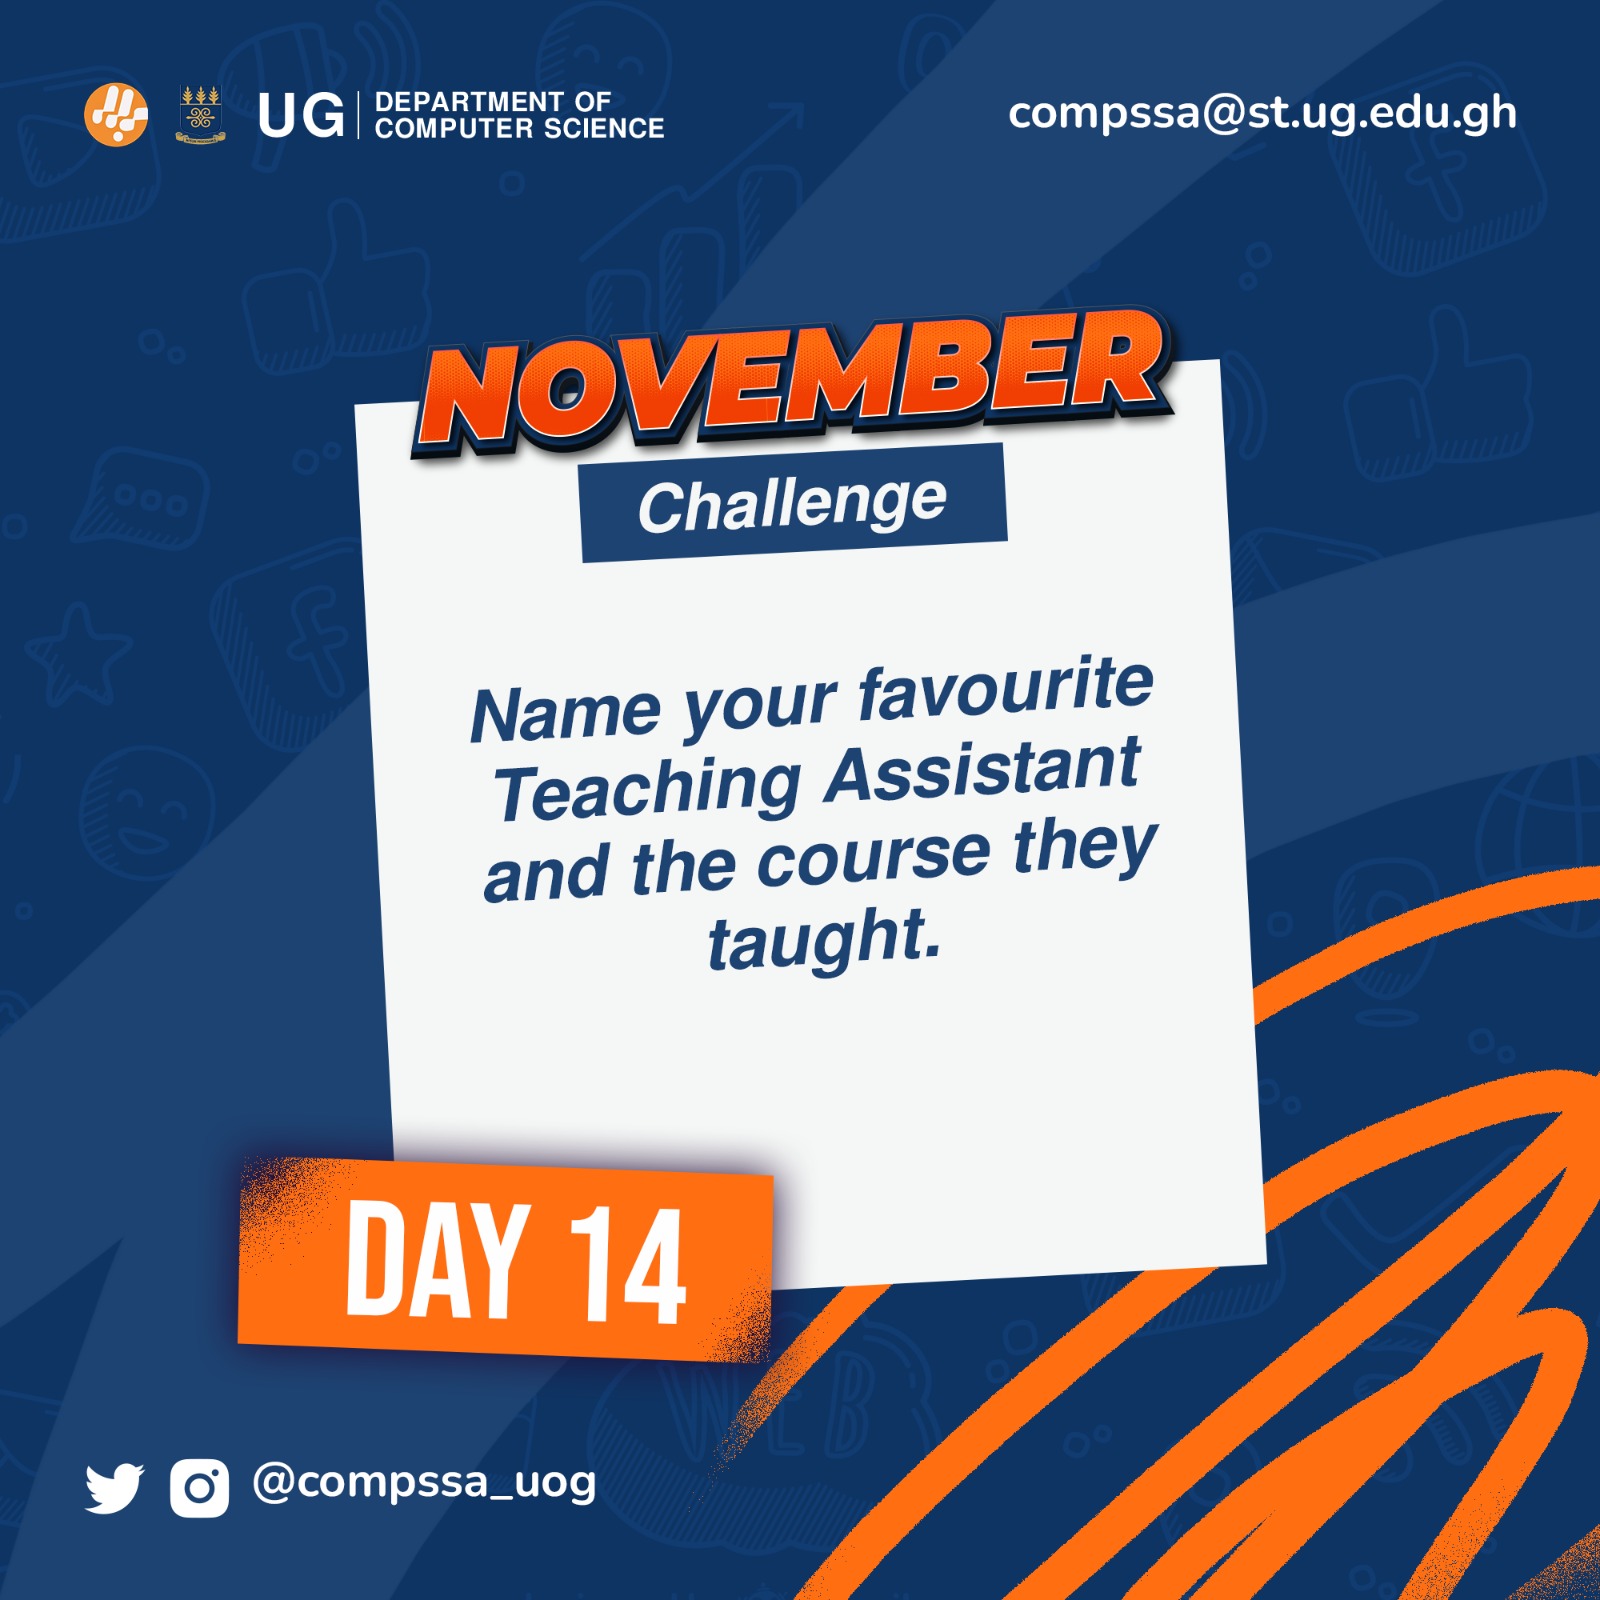 UG
DEPARTMENT OF
COMPUTER SCIENCE
compssa@st.ug.edu.gh
NOVEMBER
Challenge
Name your favourite
Teaching Assistant
and the course they
taught.
DAY 14
WEB
@compssa_uog